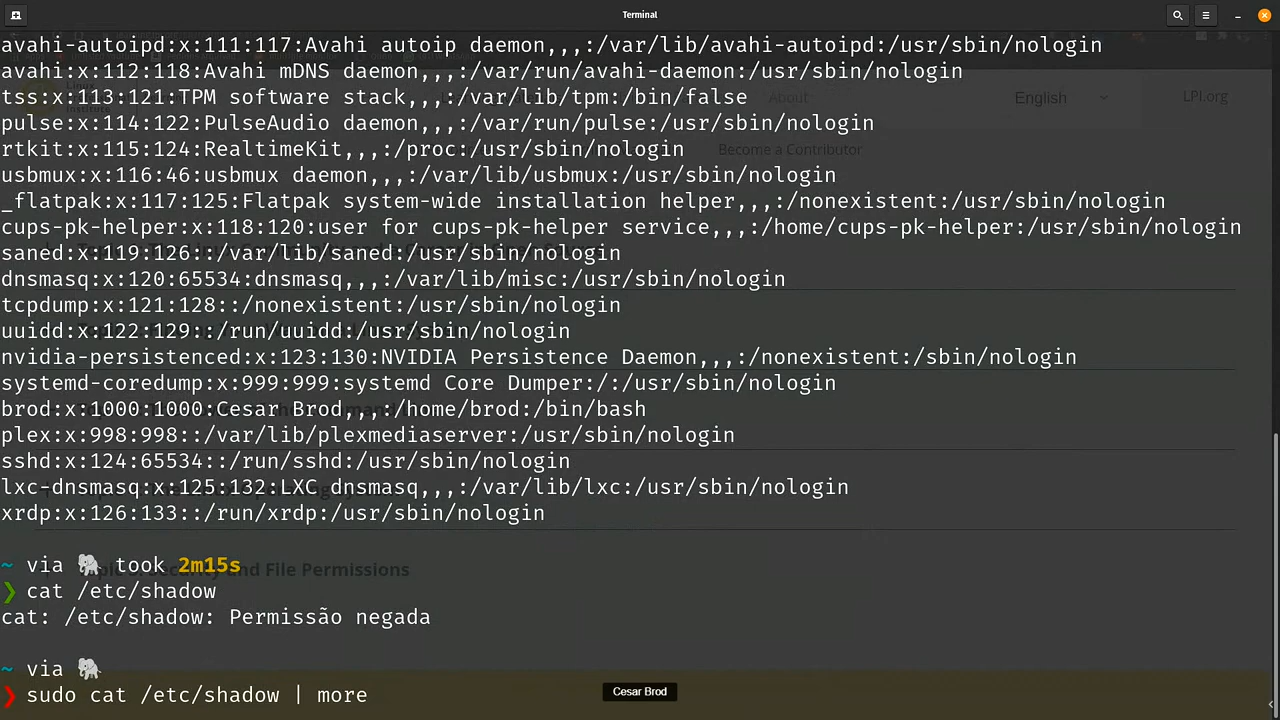 Terminal
avahi-autoipd:x:111:117:Avahi autoip daemon,,,:/var/lib/avahi-autoipd:/usr/sbin/nologin
avahi:x:112:118:Avahi mDNS daemon,,,:/var/run/avahi-daemon:/usr/sbin/nologin
tss:x:113:121:TPM software stack,,,:/var/lib/tpm:/bin/false
About
English
LPI.org
pulse:x:114:122:PulseAudio daemon,,,:/var/run/pulse:/usr/sbin/nologin
rtkit:x:115:124:RealtimeKit,,,:/proc:/usr/sbin/nologin
Become a Contributor
usbmux:x:116:46:usbmux daemon,,,:/var/lib/usbmux:/usr/sbin/nologin
_flatpak:x:117:125:Flatpak system-wide installation helper,,,:/nonexistent:/usr/sbin/nologin
cups-pk-helper:x:118:120:user for cups-pk-helper service,,,:/home/cups-pk-helper:/usr/sbin/nologin
saned:x:119:126::/var/lib/saned:/usr/sbin/nologin
dnsmasq:x:120:65534:dnsmasq,,,:/var/lib/misc:/usr/sbin/nologin
tcpdump:x:121:128::/nonexistent:/usr/sbin/nologin
uuidd:x:122:129::/run/uuidd:/usr/sbin/nologin
nvidia-persistenced:x:123:130:NVIDIA Persistence Daemon,,,:/nonexistent:/sbin/nologin
systemd-coredump:x:999:999:systemd Core Dumper:/:/usr/sbin/nologin
brod:x:1000:1000:Cesar Brod,,,:/home/brod:/bin/bash
plex:x:998:998::/var/lib/plexmediaserver:/usr/sbin/nologin
sshd:x:124:65534::/run/sshd:/usr/sbin/nologin
lxc-dnsmasq:x:125:132:LXC dnsmasq,,,:/var/lib/lxc:/usr/sbin/nologin
xrdp:x:126:133::/run/xrdp:/usr/sbin/nologin
~ via 🐘 took 2m15s
and File Permissions
❯ cat /etc/shadow
cat: /etc/shadow: Permissão negada
~ via 🐘
❯ sudo cat /etc/shadow | more
Cesar Brod